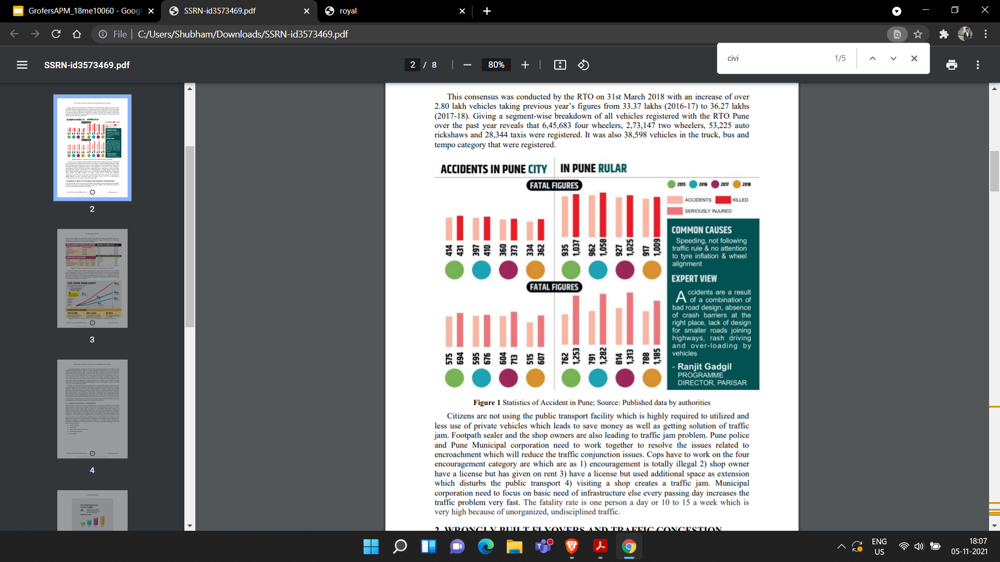 GrofersAPM_18me10060 - Goog
SSRN-id3573469.pdf
royal
File
C:/Users/Shubham/Downloads/SSRN-id3573469.pdf
SSRN-id3573469.pdf
2 / 8
80%
civi
1/5
2
3
4
This consensus was conducted by the RTO on 31st March 2018 with an increase of over
2.80 lakh vehicles taking previous year's figures from 33.37 lakhs (2016-17) to 36.27 lakhs
(2017-18). Giving a segment-wise breakdown of all vehicles registered with the RTO Pune
over the past year reveals that 6,45,683 four wheelers, 2,73,147 two wheelers, 53,225 auto
rickshaws and 28,344 taxis were registered. It was also 38,598 vehicles in the truck, bus and
tempo category that were registered.
ACCIDENTS IN PUNE CITY
IN PUNE RULAR
FATAL FIGURES
2015 2016 2017 2018
ACCIDENTS KILLED
SERIOUSLY INJURED
414 431 397 410 360 373 334 362 935 1,037 962 1,058 927 1,025 917 1,009
FATAL FIGURES
575 694 595 676 604 713 515 607 762 1,253 791 1,282 814 1,313 788 1,185
COMMON CAUSES
Speeding, not following
traffic rule & no attention
to tyre inflation & wheel
alignment
EXPERT VIEW
Accidents are a result
of a combination of
bad road design, absence
of crash barriers at the
right place, lack of design
for smaller roads joining
highways, rash driving
and over-loading by
vehicles
- Ranjit Gadgil
PROGRAMME
DIRECTOR, PARISAR
Figure 1 Statistics of Accident in Pune; Source: Published data by authorities
Citizens are not using the public transport facility which is highly required to utilized and
less use of private vehicles which leads to save money as well as getting solution of traffic
jam. Footpath sealer and the shop owners are also leading to traffic jam problem. Pune police
and Pune Municipal corporation need to work together to resolve the issues related to
encroachment which will reduce the traffic conjunction issues. Cops have to work on the four
encouragement category are which are as 1) encouragement is totally illegal 2) shop owner
have a license but has given on rent 3) have a license but used additional space as extension
which disturbs the public transport 4) visiting a shop creates a traffic jam. Municipal
corporation need to focus on basic need of infrastructure else every passing day increases the
traffic problem very fast. The fatality rate is one person a day or 10 to 15 a week which is
very high because of unorganized, undisciplined traffic.
2. WRONGLY BUILT FLYOVERS AND TRAFFIC CONGESTION
ENG
US
18:07
05-11-2021